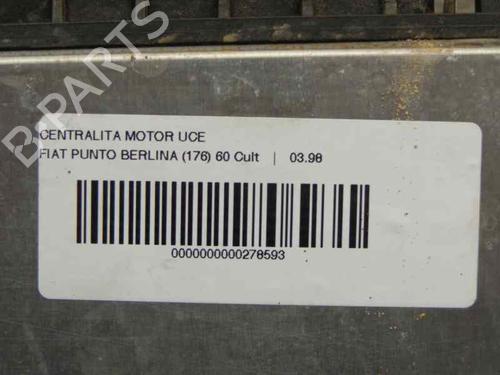 CENTRALITA MOTOR UCE
FIAT PUNTO BERLINA (176) 60 Cult | 03.98
0000000000278593
B-PARTS